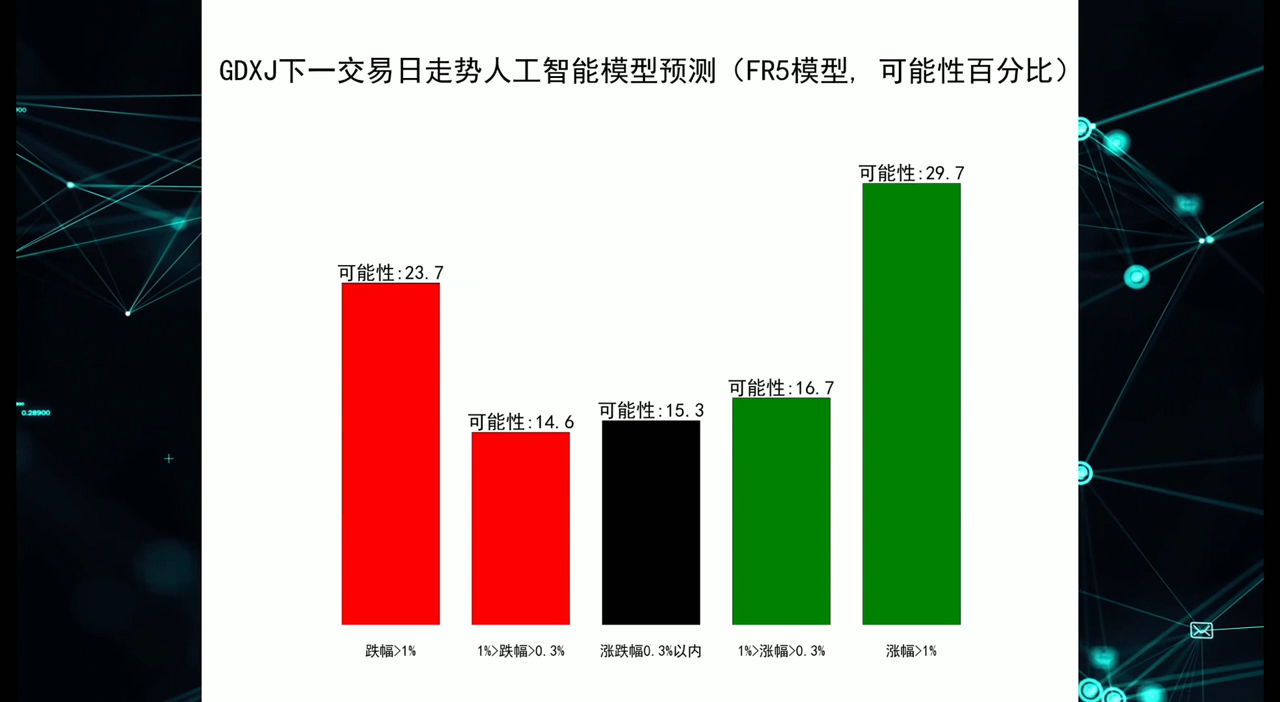 GDXJ下一交易日走势人工智能模型预测（FR5模型, 可能性百分比）
可能性:29.7
可能性:23.7
可能性:16.7
可能性:15.3
可能性:14.6
0.28900
跌幅>1%
1%>跌幅>0.3%
涨跌幅0.3%以内
1%>涨幅>0.3%
涨幅>1%